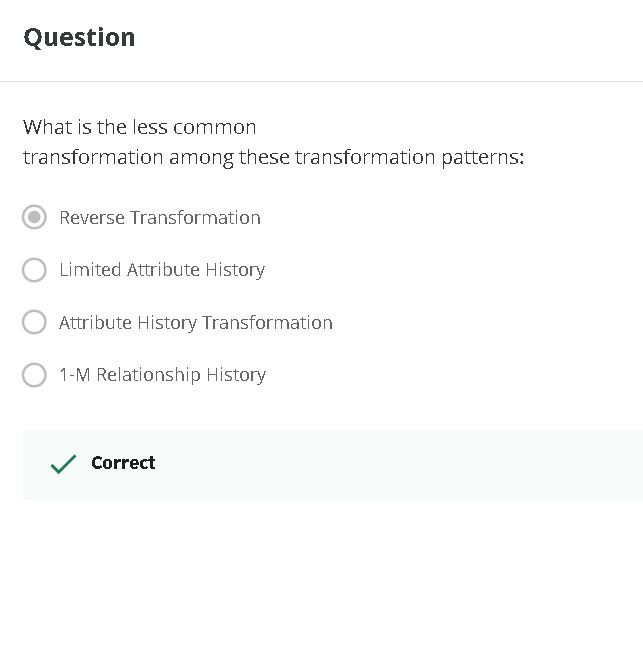 Question
What is the less common
transformation among these transformation patterns:
Reverse Transformation
Limited Attribute History
Attribute History Transformation
1-M Relationship History
Correct